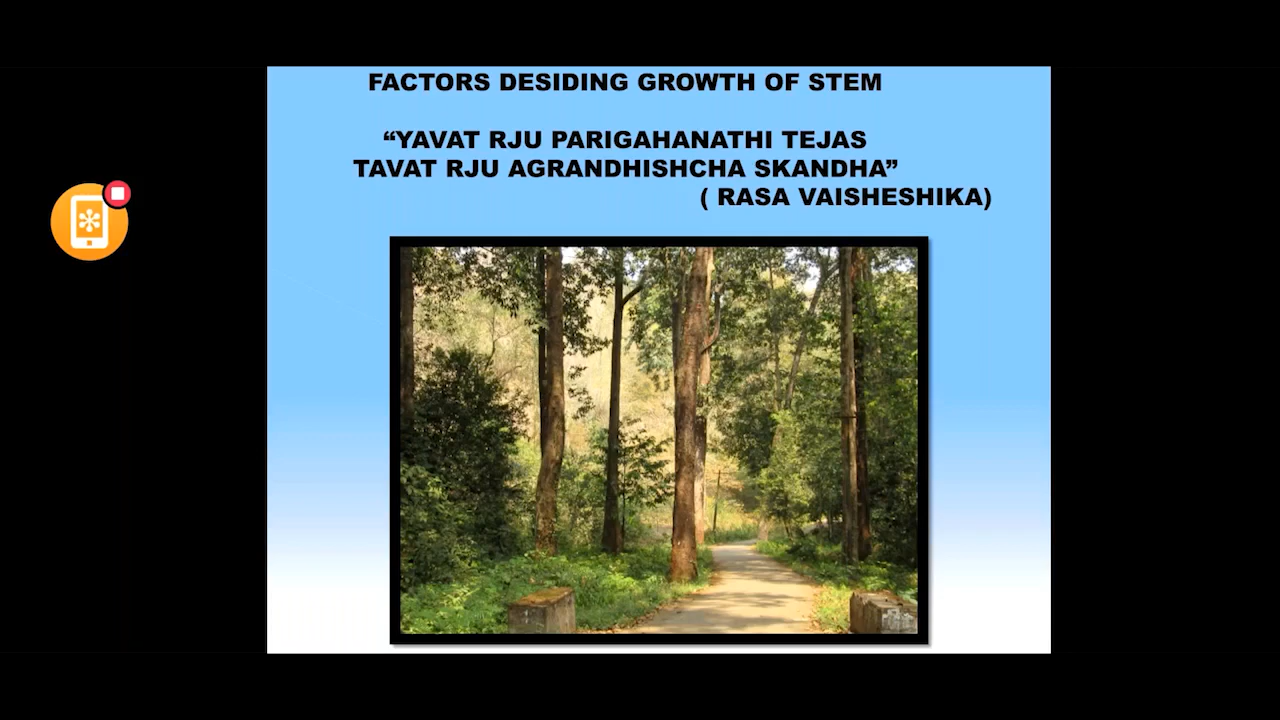 FACTORS DESIDING GROWTH OF STEM
“YAVAT RJU PARIGAHANATHI TEJAS
TAVAT RJU AGRANDHISHCHA SKANDHA”
( RASA VAISHESHIKA)